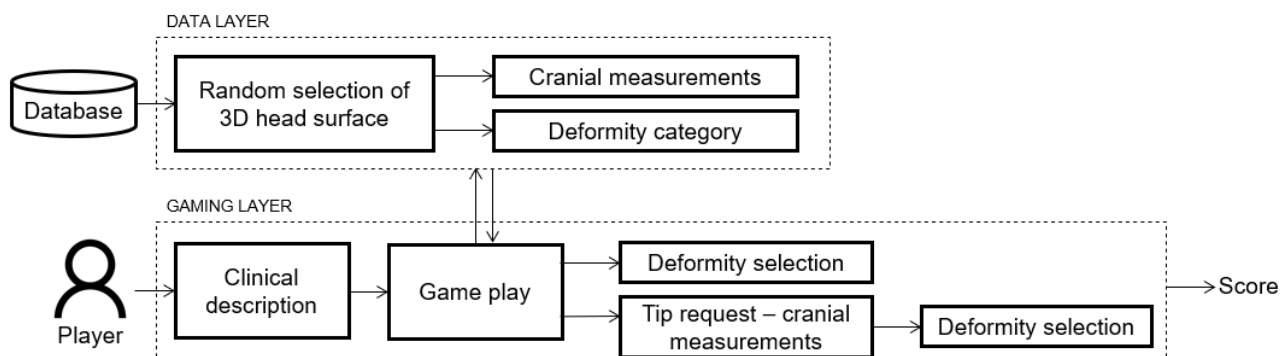 DATA LAYER
Database
Random selection of
3D head surface
Cranial measurements
Deformity category
GAMING LAYER
Player
Clinical
description
Game play
Deformity selection
Tip request – cranial
measurements
Deformity selection
Score